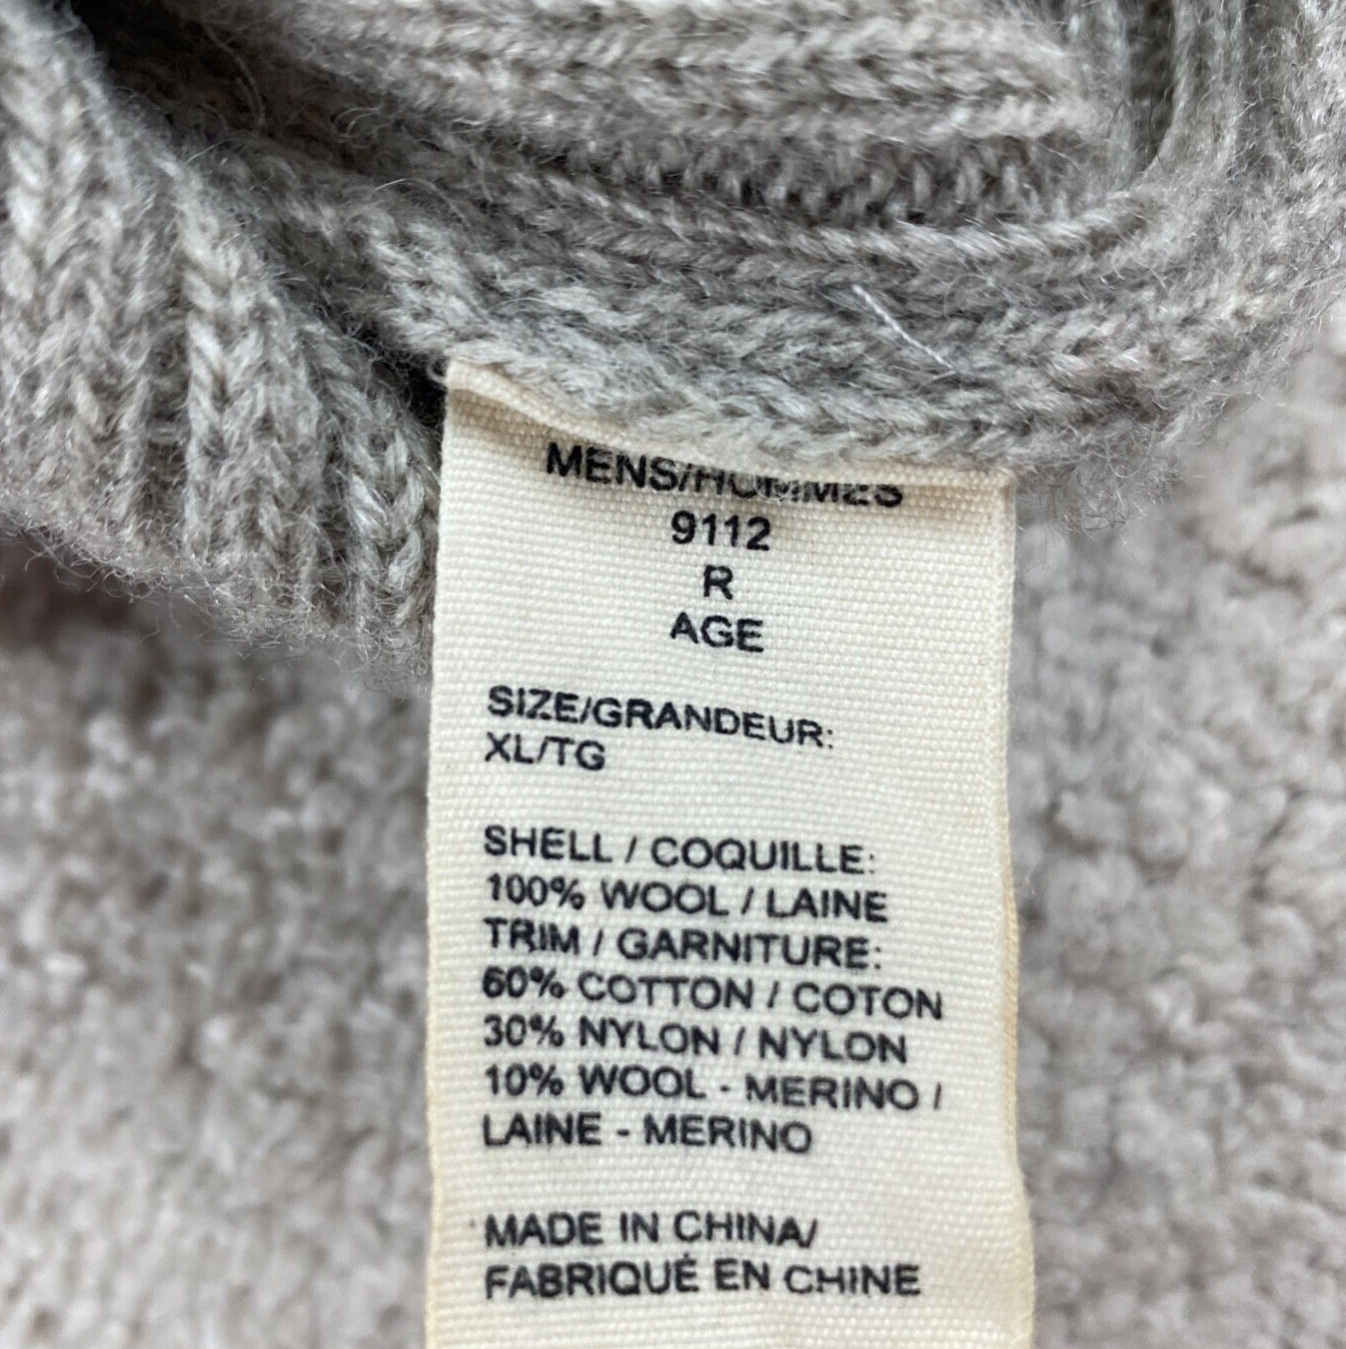 MENS/HOMMES
9112
R
AGE
SIZE/GRANDEUR:
XL/TG
SHELL / COQUILLE:
100% WOOL / LAINE
TRIM / GARNITURE:
60% COTTON / COTON
30% NYLON / NYLON
10% WOOL - MERINO /
LAINE - MERINO
MADE IN CHINA/
FABRIQUÉ EN CHINE